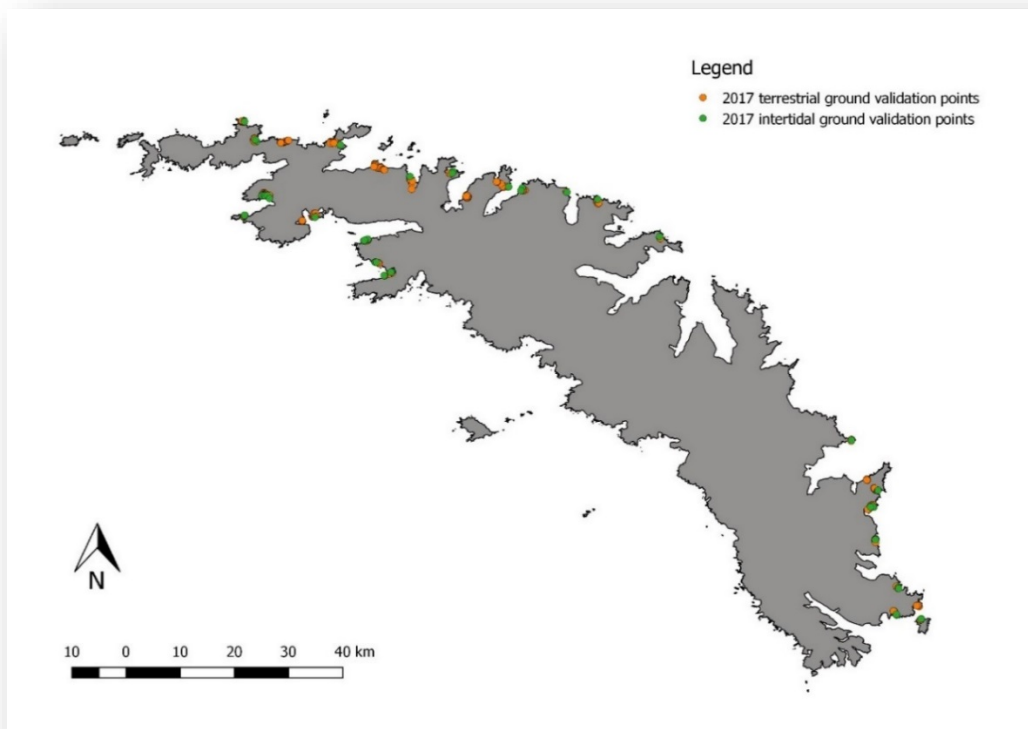 Legend
2017 terrestrial ground validation points
2017 intertidal ground validation points
N
10 0 10 20 30 40 km